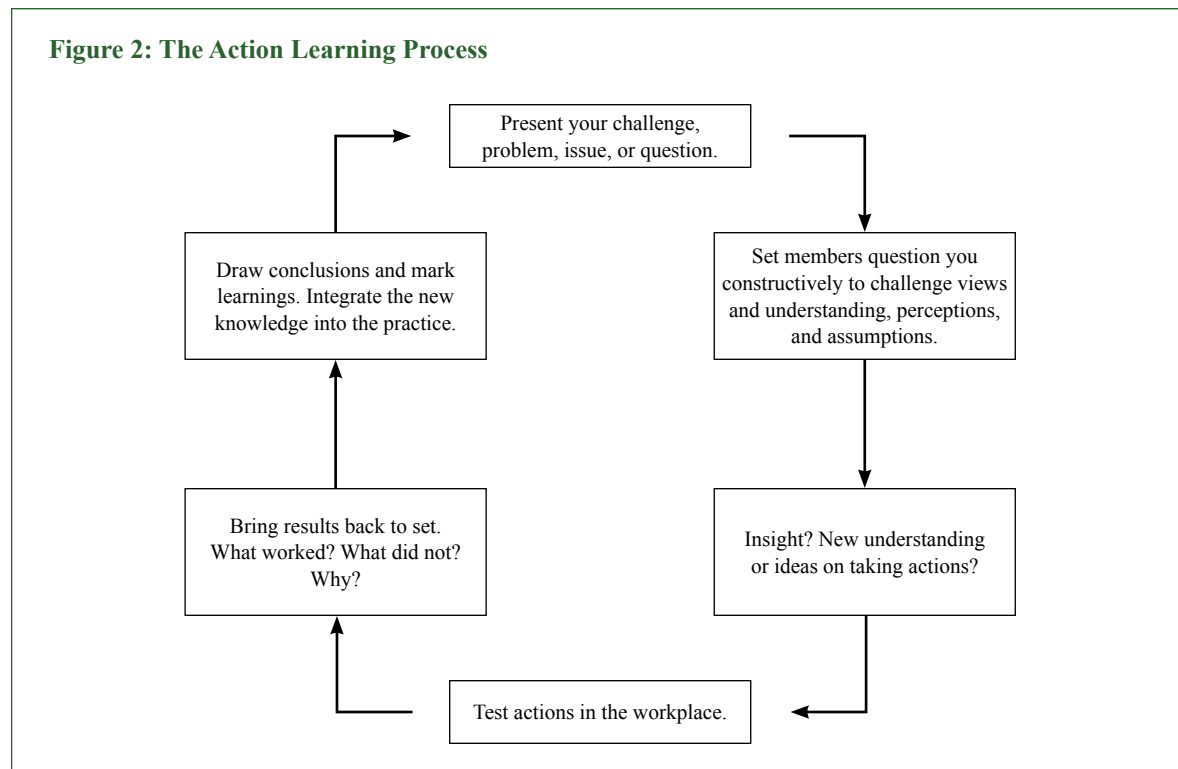 Figure 2: The Action Learning Process
Present your challenge,
problem, issue, or question.
Set members question you
constructively to challenge views
and understanding, perceptions,
and assumptions.
Insight? New understanding
or ideas on taking actions?
Test actions in the workplace.
Bring results back to set.
What worked? What did not?
Why?
Draw conclusions and mark
learnings. Integrate the new
knowledge into the practice.